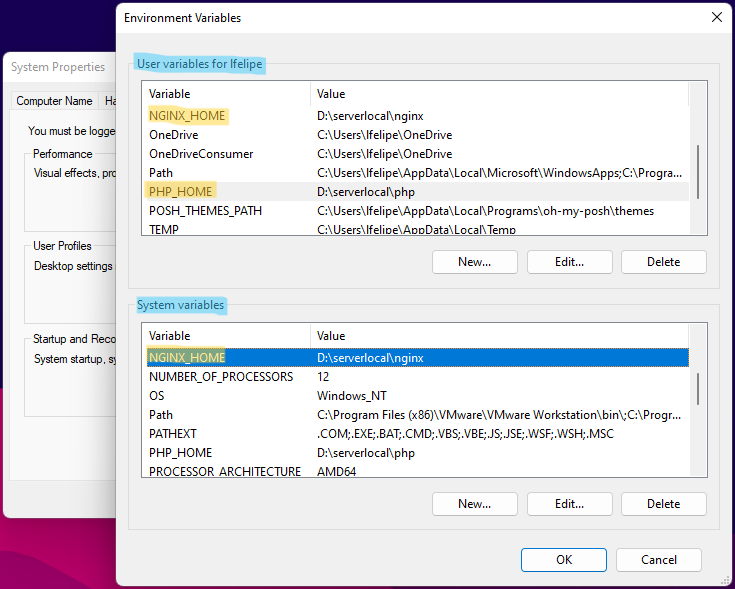 Environment Variables
System Properties
Computer Name
Ha
You must be logge
Performance
Visual effects, pro
User Profiles
Desktop settings
Startup and Reco
System startup, sy
User variables for lfelipe
Variable Value
NGINX_HOME D:\serverlocal\nginx
OneDrive C:\Users\lfelipe\OneDrive
OneDriveConsumer C:\Users\lfelipe\OneDrive
Path C:\Users\lfelipe\AppData\Local\Microsoft\WindowsApps;C:\Progra...
PHP_HOME D:\serverlocal\php
POSH_THEMES_PATH C:\Users\lfelipe\AppData\Local\Programs\oh-my-posh\themes
TEMP C:\Users\lfelipe\AppData\Local\Temp
New... Edit... Delete
System variables
Variable Value
NGINX_HOME D:\serverlocal\nginx
NUMBER_OF_PROCESSORS 12
OS Windows_NT
Path C:\Program Files (x86)\VMware\VMware Workstation\bin\;C:\Progr...
PATHEXT .COM;.EXE;.BAT;.CMD;.VBS;.VBE;.JS;.JSE;.WSF;.WSH;.MSC
PHP_HOME D:\serverlocal\php
PROCESSOR_ARCHITECTURE AMD64
New... Edit... Delete
OK Cancel